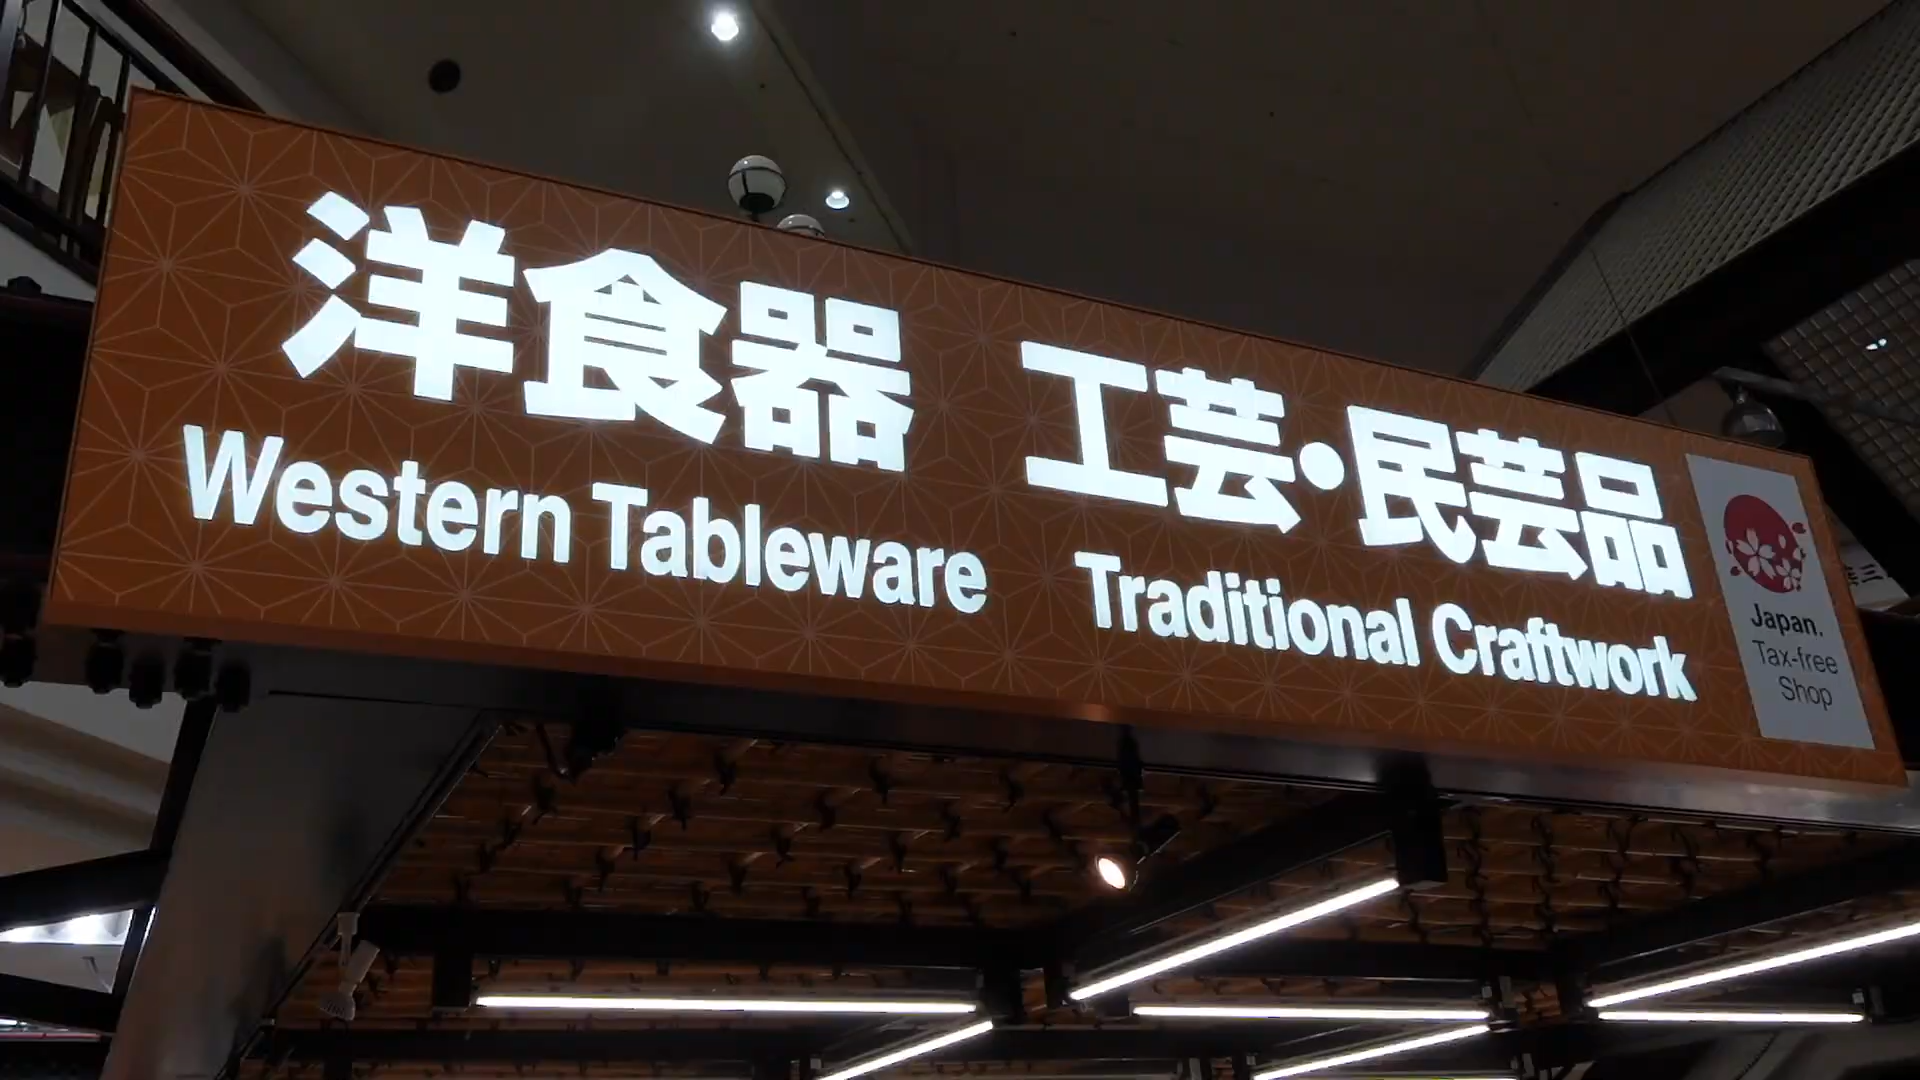 洋食器 工芸・民芸品
Western Tableware Traditional Craftwork
Japan.
Tax-free
Shop